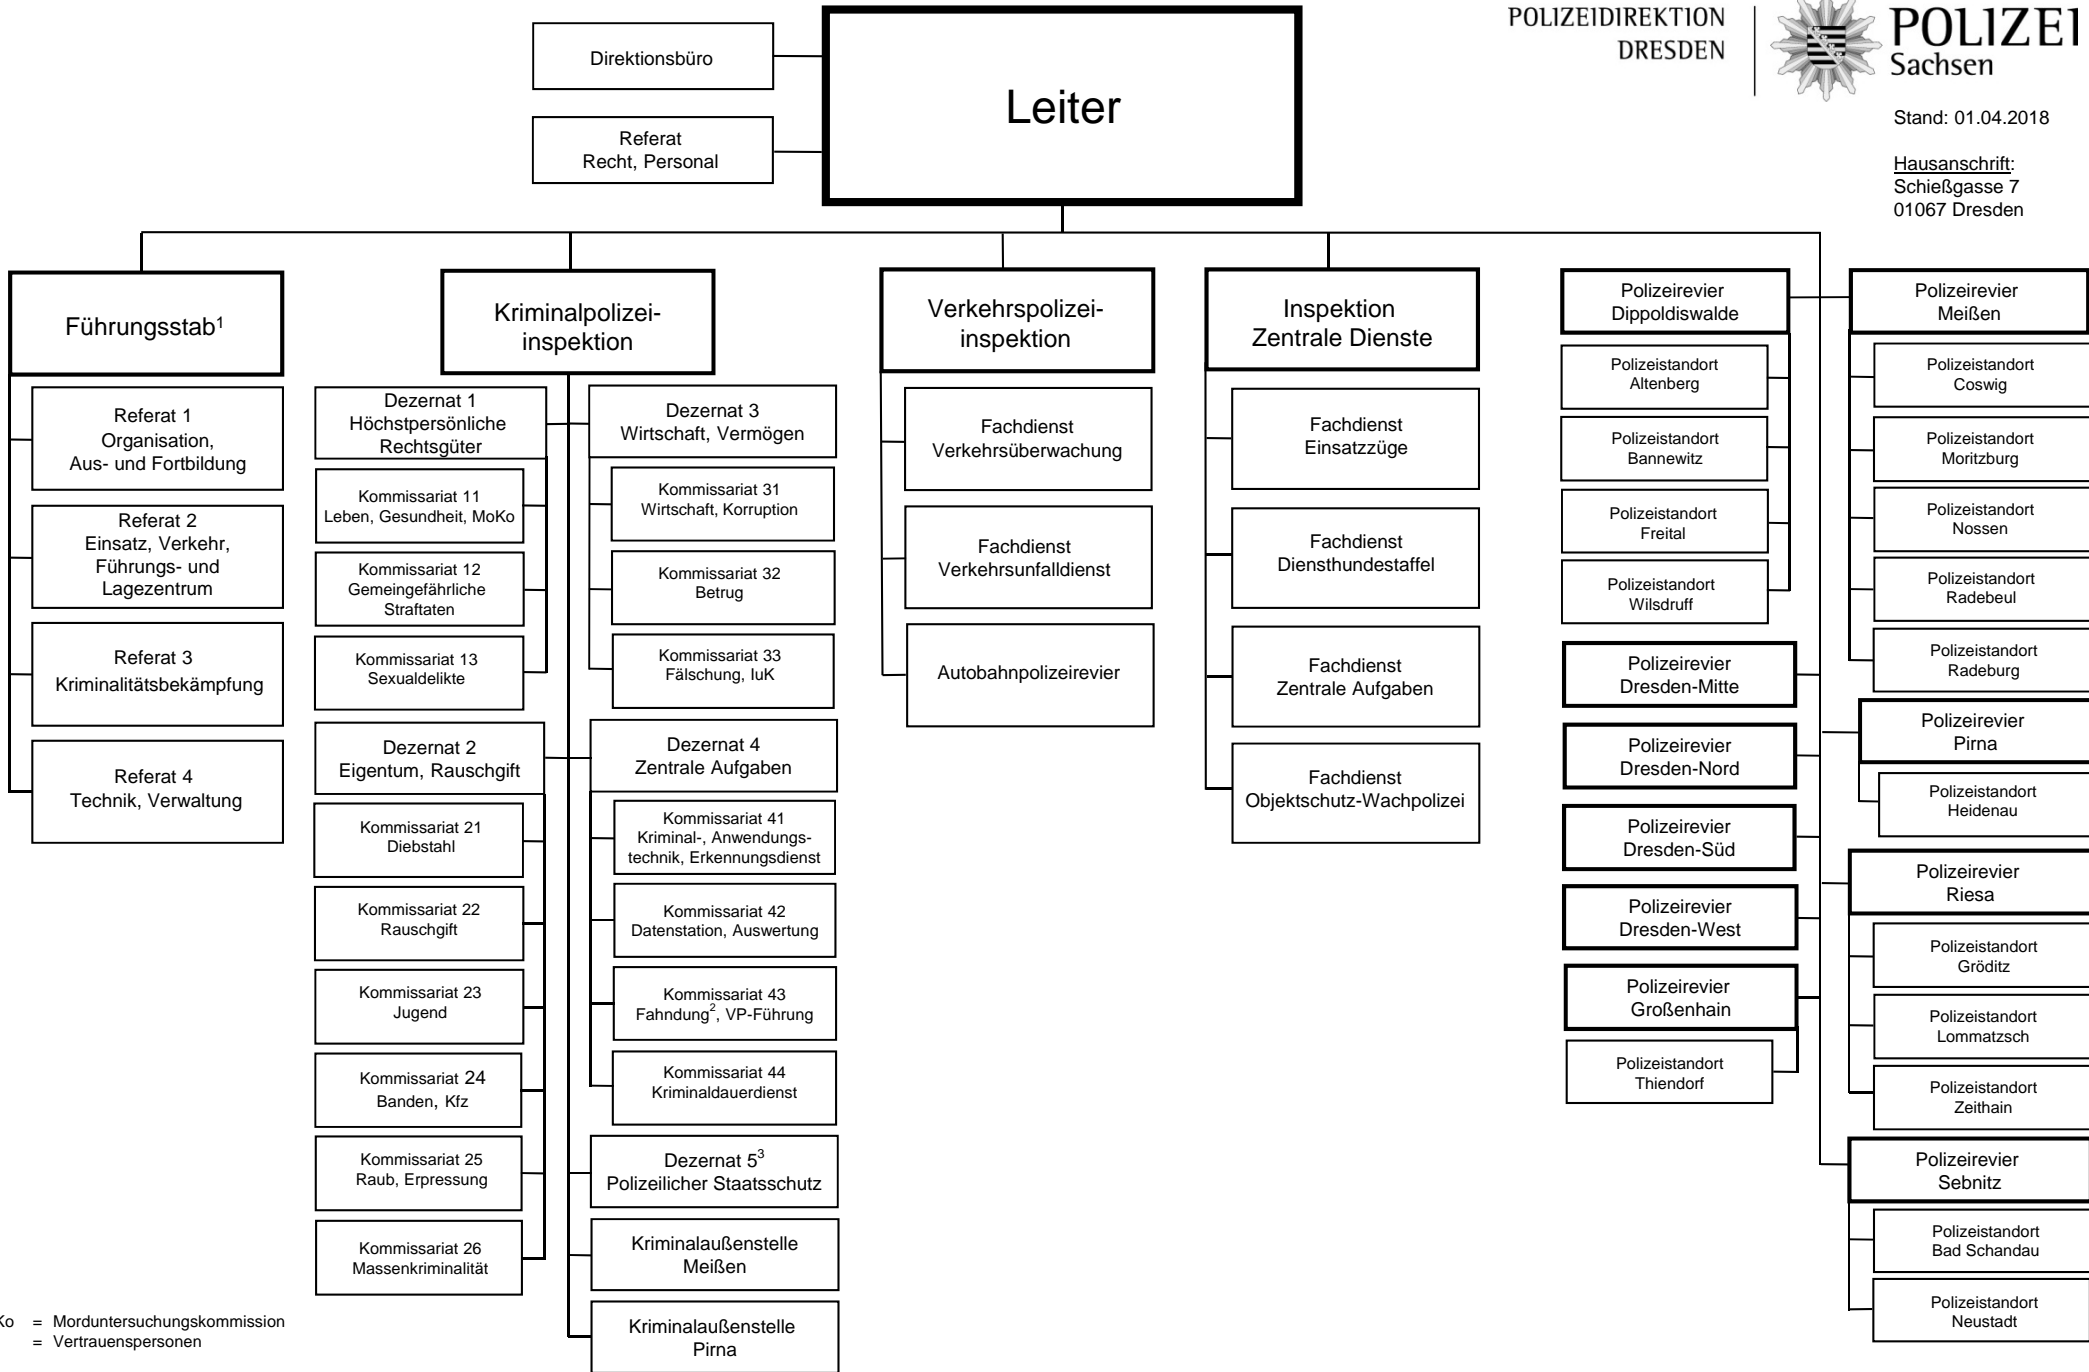 POLIZEIDIREKTION
DRESDEN
POLIZEI
Sachsen
Stand: 01.04.2018
Hausanschrift:
Schießgasse 7
01067 Dresden
Direktionsbüro
Referat
Recht, Personal
Leiter
Führungsstab¹
Referat 1
Organisation,
Aus- und Fortbildung
Referat 2
Einsatz, Verkehr,
Führungs- und
Lagezentrum
Referat 3
Kriminalitätsbekämpfung
Referat 4
Technik, Verwaltung
Kriminalpolizei-
inspektion
Dezernat 1
Höchstpersönliche
Rechtsgüter
Kommissariat 11
Leben, Gesundheit, MoKo
Kommissariat 12
Gemeingefährliche
Straftaten
Kommissariat 13
Sexualdelikte
Dezernat 2
Eigentum, Rauschgift
Kommissariat 21
Diebstahl
Kommissariat 22
Rauschgift
Kommissariat 23
Jugend
Kommissariat 24
Banden, Kfz
Kommissariat 25
Raub, Erpressung
Kommissariat 26
Massenkriminalität
Dezernat 3
Wirtschaft, Vermögen
Kommissariat 31
Wirtschaft, Korruption
Kommissariat 32
Betrug
Kommissariat 33
Fälschung, IuK
Dezernat 4
Zentrale Aufgaben
Kommissariat 41
Kriminal-, Anwendungs-
technik, Erkennungsdienst
Kommissariat 42
Datenstation, Auswertung
Kommissariat 43
Fahndung², VP-Führung
Kommissariat 44
Kriminaldauerdienst
Dezernat 5³
Polizeilicher Staatsschutz
Kriminalaußenstelle
Meißen
Kriminalaußenstelle
Pirna
Verkehrspolizei-
inspektion
Fachdienst
Verkehrsüberwachung
Fachdienst
Verkehrsunfalldienst
Autobahnpolizeirevier
Inspektion
Zentrale Dienste
Fachdienst
Einsatzzüge
Fachdienst
Diensthundestaffel
Fachdienst
Zentrale Aufgaben
Fachdienst
Objektschutz-Wachpolizei
Polizeirevier
Dippoldiswalde
Polizeistandort
Altenberg
Polizeistandort
Bannewitz
Polizeistandort
Freital
Polizeistandort
Wilsdruff
Polizeirevier
Dresden-Mitte
Polizeirevier
Dresden-Nord
Polizeirevier
Dresden-Süd
Polizeirevier
Dresden-West
Polizeirevier
Großenhain
Polizeistandort
Thiendorf
Polizeirevier
Meißen
Polizeistandort
Coswig
Polizeistandort
Moritzburg
Polizeistandort
Nossen
Polizeistandort
Radebeul
Polizeistandort
Radeburg
Polizeirevier
Pirna
Polizeistandort
Heidenau
Polizeirevier
Riesa
Polizeistandort
Gröditz
Polizeistandort
Lommatzsch
Polizeistandort
Zeithain
Polizeirevier
Sebnitz
Polizeistandort
Bad Schandau
Polizeistandort
Neustadt
Ko = Morduntersuchungskommission
= Vertrauenspersonen